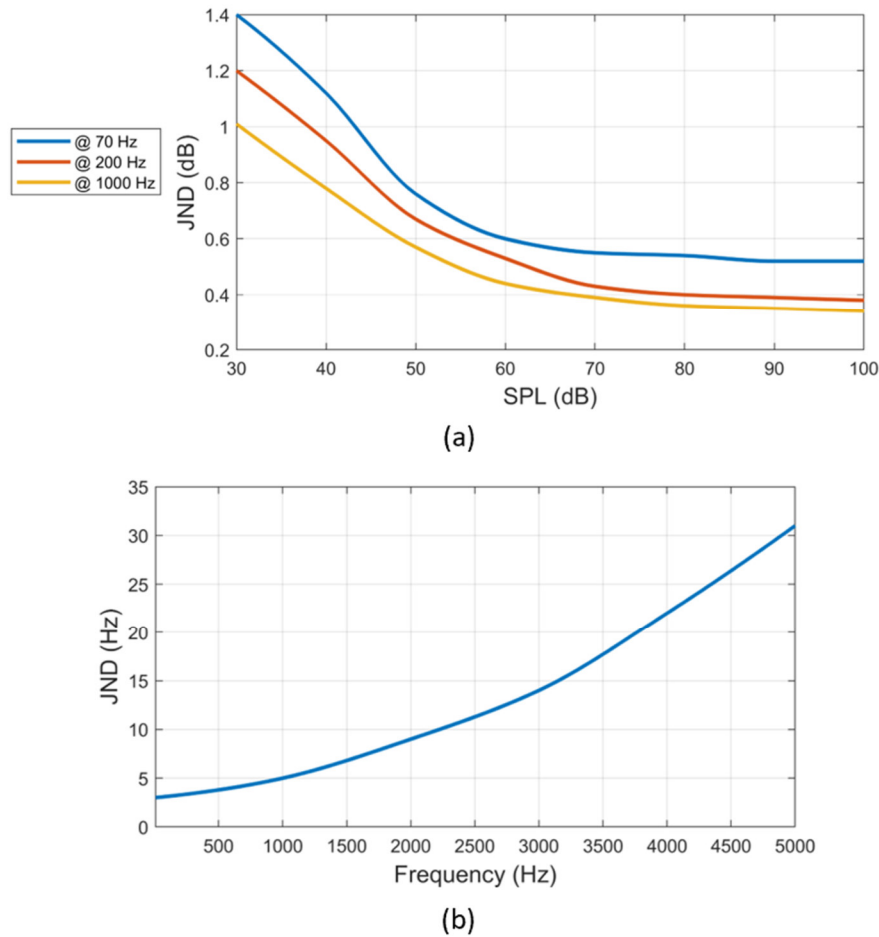 1.4
1.2
1
0.8
0.6
0.4
0.2
JND (dB)
@ 70 Hz
@ 200 Hz
@ 1000 Hz
30 40 50 60 70 80 90 100
SPL (dB)
(a)
35
30
25
20
15
10
5
0
JND (Hz)
500 1000 1500 2000 2500 3000 3500 4000 4500 5000
Frequency (Hz)
(b)